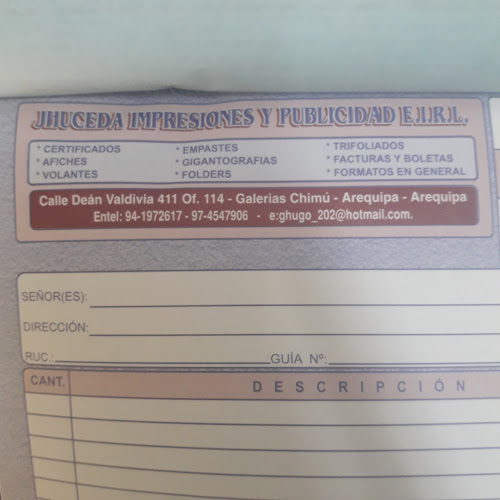 JHUCEDA IMPRESIONES Y PUBLICIDAD E.I.R.L.
* CERTIFICADOS * EMPASTES * TRIFOLIADOS
* AFICHES * GIGANTOGRAFIAS * FACTURAS Y BOLETAS
* VOLANTES * FOLDERS * FORMATOS EN GENERAL
Calle Deán Valdivia 411 Of. 114 - Galerias Chimú - Arequipa - Arequipa
Entel: 94-1972617 - 97-4547906 - e:ghugo_202@hotmail.com.
SEÑOR(ES):
DIRECCIÓN:
RUC.: GUÍA Nº:
CANT. DESCRIPCIÓN